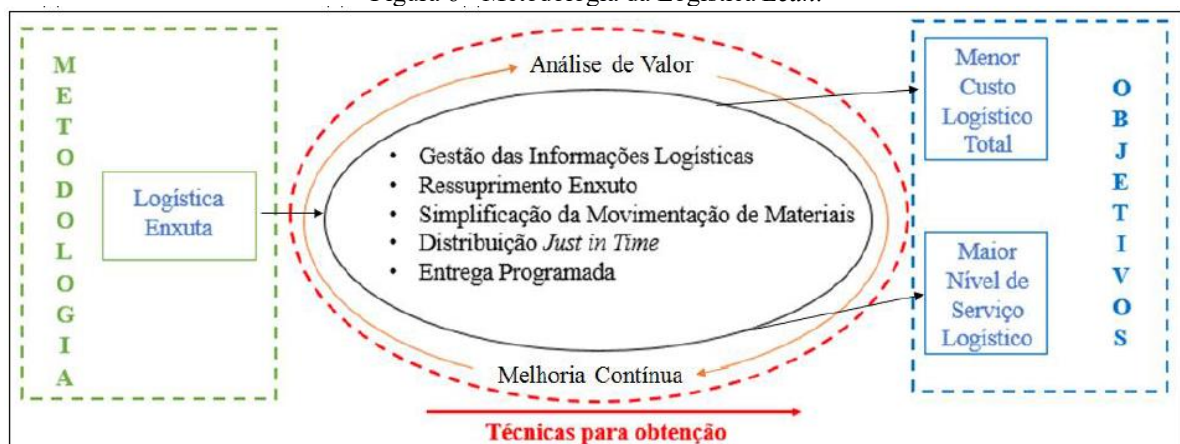 METODOLOGIA
Logística
Enxuta
Análise de Valor
• Gestão das Informações Logísticas
• Ressuprimento Enxuto
• Simplificação da Movimentação de Materiais
• Distribuição Just in Time
• Entrega Programada
Melhoria Contínua
Técnicas para obtenção
Menor
Custo
Logístico
Total
Maior
Nível de
Serviço
Logístico
OBJETIVOS